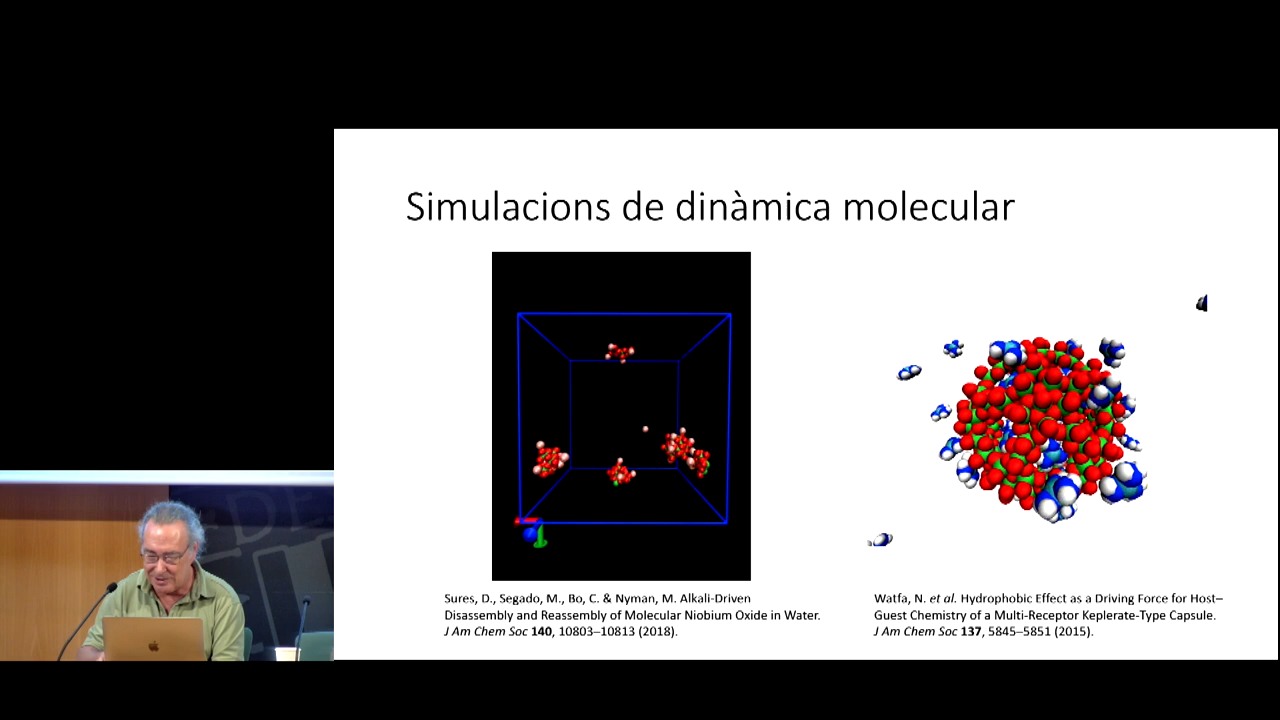 Simulacions de dinàmica molecular
Sures, D., Segado, M., Bo, C. & Nyman, M. Alkali-Driven
Disassembly and Reassembly of Molecular Niobium Oxide in Water.
J Am Chem Soc 140, 10803–10813 (2018).
Watfa, N. et al. Hydrophobic Effect as a Driving Force for Host–
Guest Chemistry of a Multi-Receptor Keplerate-Type Capsule.
J Am Chem Soc 137, 5845–5851 (2015).